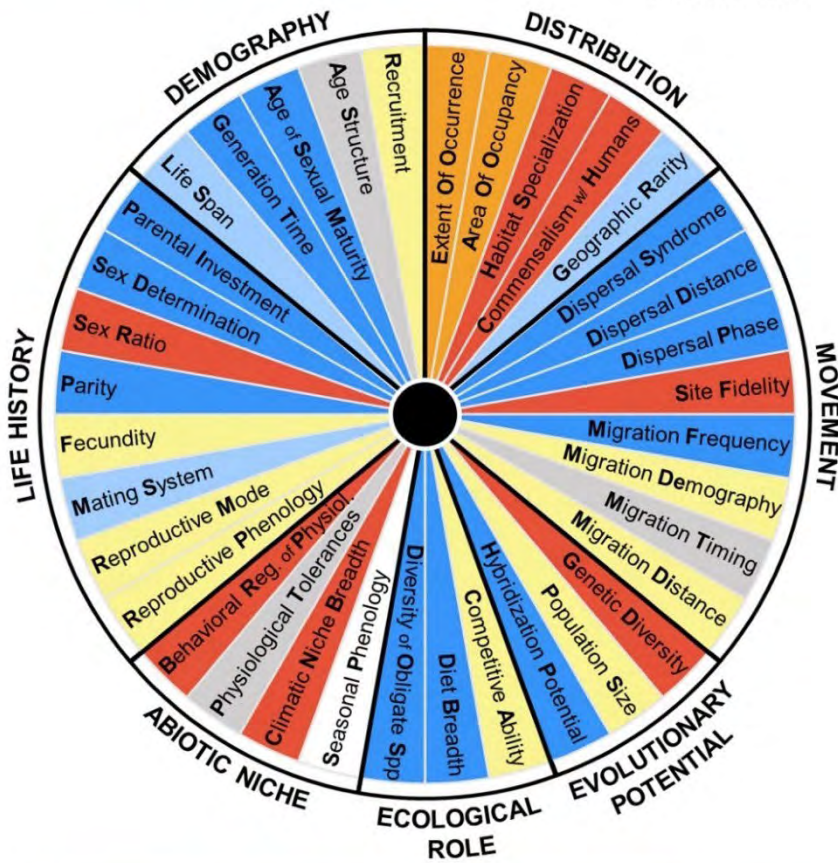 DEMOGRAPHY
DISTRIBUTION
MOVEMENT
EVOLUTIONARY
POTENTIAL
ECOLOGICAL
ROLE
ABIOTIC NICHE
LIFE HISTORY
Extent Of Occurrence
Area Of Occupancy
Habitat Specialization
Commensalism w/ Humans
Geographic Rarity
Dispersal Syndrome
Dispersal Distance
Dispersal Phase
Site Fidelity
Migration Frequency
Migration Demography
Migration Timing
Migration Distance
Genetic Diversity
Population Size
Hybridization Potential
Competitive Ability
Diet Breadth
Diversity of Obligate Spp
Seasonal Phenology
Climatic Niche Breadth
Physiological Tolerances
Behavioral Reg. of Physiol.
Reproductive Phenology
Reproductive Mode
Mating System
Fecundity
Parity
Sex Ratio
Sex Determination
Parental Investment
Life Span
Generation Time
Age of Sexual Maturity
Age Structure
Recruitment